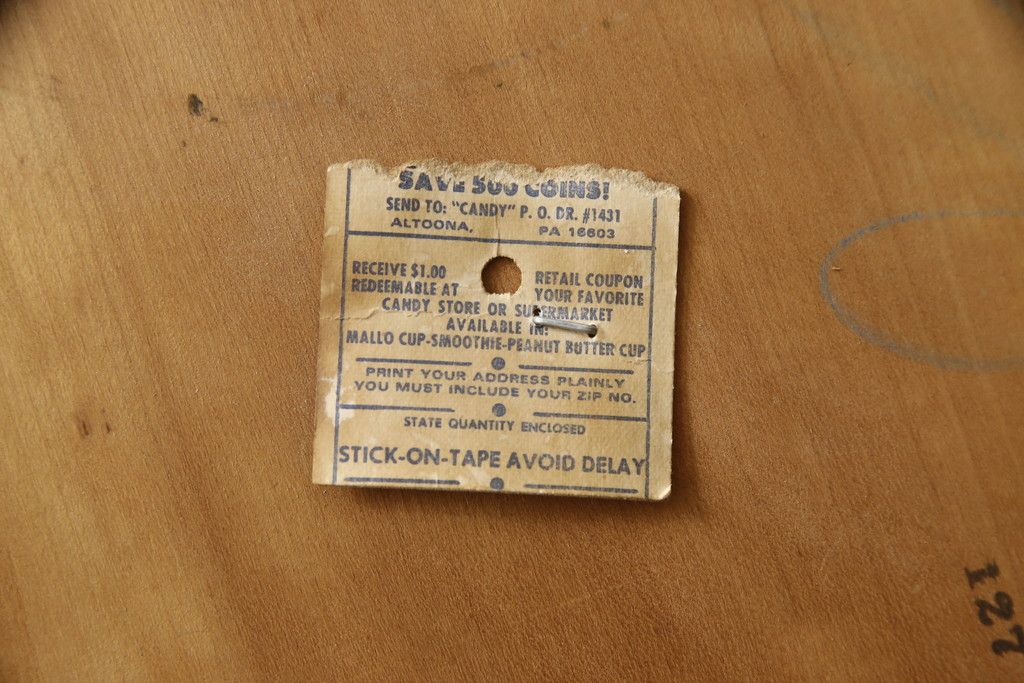 SAVE 500 COINS!
SEND TO: "CANDY" P. O. DR. #1431
ALTOONA, PA 16603
RECEIVE $1.00 RETAIL COUPON
REDEEMABLE AT YOUR FAVORITE
CANDY STORE OR SUPERMARKET
AVAILABLE IN:
MALLO CUP-SMOOTHIE-PEANUT BUTTER CUP
PRINT YOUR ADDRESS PLAINLY
YOU MUST INCLUDE YOUR ZIP NO.
STATE QUANTITY ENCLOSED
STICK-ON-TAPE AVOID DELAY
127